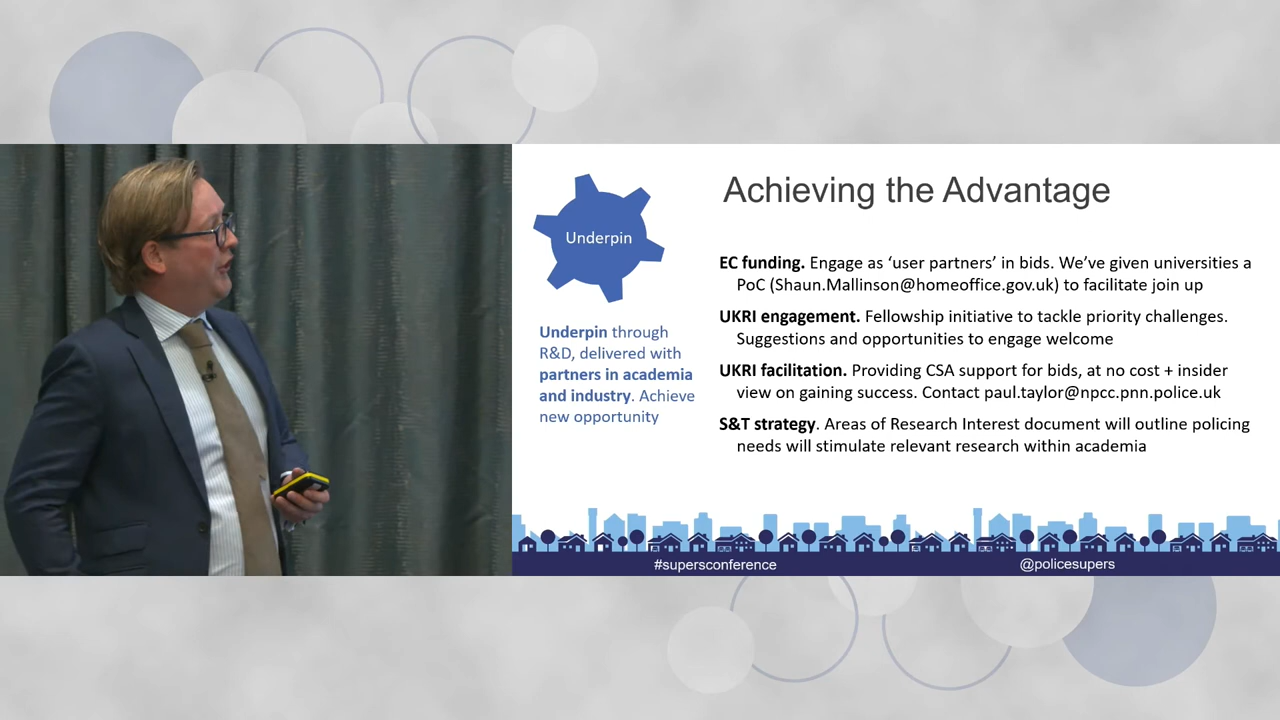 Underpin
Underpin through
R&D, delivered with
partners in academia
and industry. Achieve
new opportunity
Achieving the Advantage
EC funding. Engage as ‘user partners’ in bids. We’ve given universities a
PoC (Shaun.Mallinson@homeoffice.gov.uk) to facilitate join up
UKRI engagement. Fellowship initiative to tackle priority challenges.
Suggestions and opportunities to engage welcome
UKRI facilitation. Providing CSA support for bids, at no cost + insider
view on gaining success. Contact paul.taylor@npcc.pnn.police.uk
S&T strategy. Areas of Research Interest document will outline policing
needs will stimulate relevant research within academia
#supersconference
@policesupers